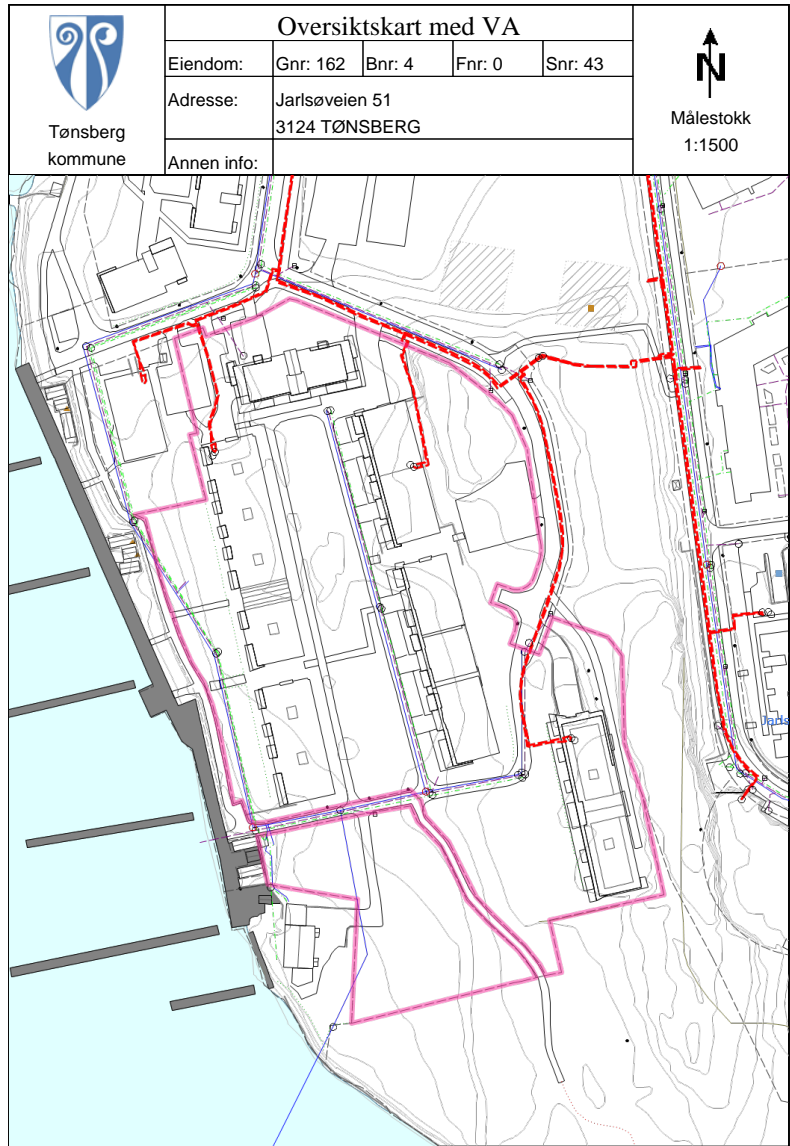 Oversiktskart med VA
Eiendom: Gnr: 162 Bnr: 4 Fnr: 0 Snr: 43
Adresse: Jarlsøveien 51
3124 TØNSBERG
Annen info:
Tønsberg
kommune
N
Målestokk
1:1500